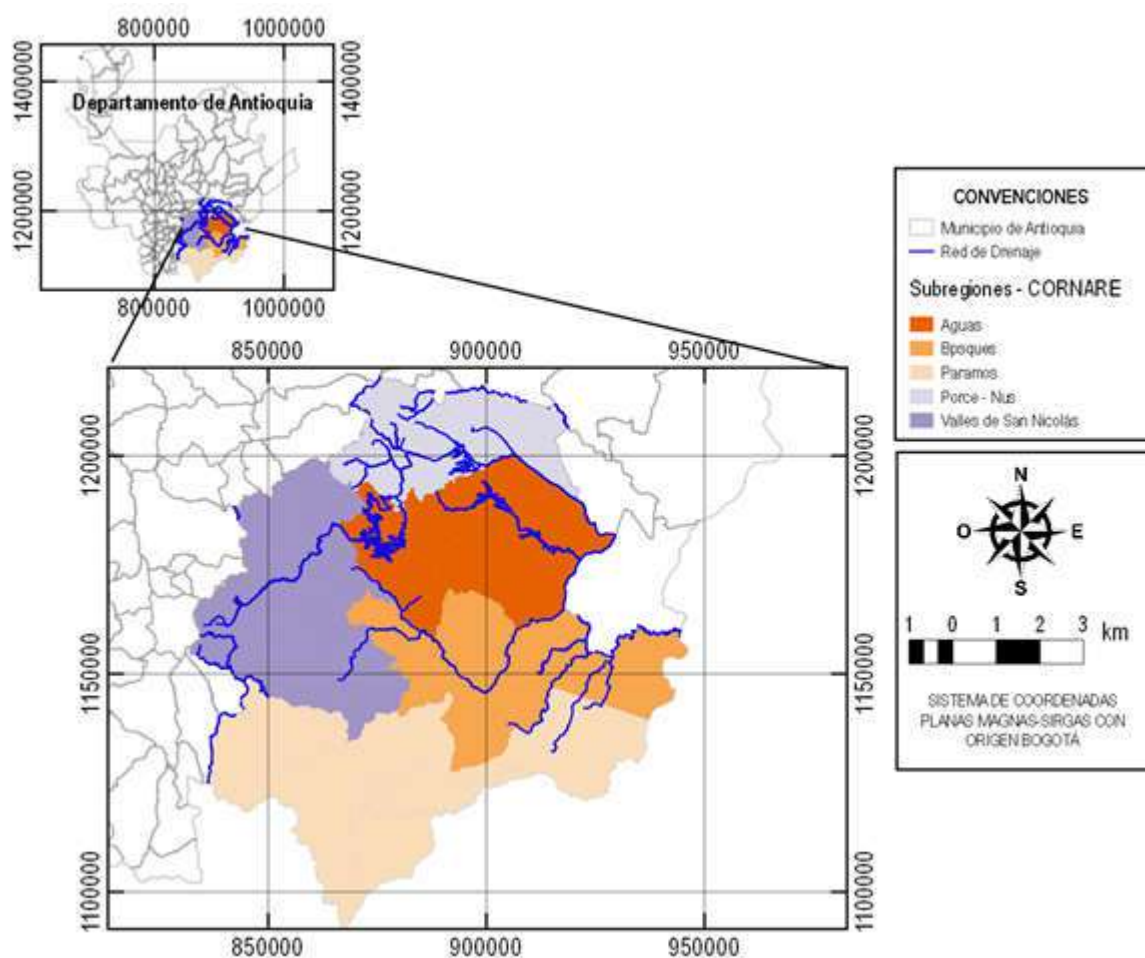 800000 1000000
1400000 1400000
Departamento de Antioquia
1200000 1200000
800000 1000000
850000 900000 950000
1200000 1200000
1150000 1150000
1100000 1100000
850000 900000 950000
CONVENCIONES
Municipio de Antioquia
Red de Drenaje
Subregiones - CORNARE
Aguas
Bposques
Paramos
Porce - Nus
Valles de San Nicolás
N
O E
S
1 0 1 2 3 km
SISTEMA DE COORDENADAS
PLANAS MAGNAS-SIRGAS CON
ORIGEN BOGOTÁ